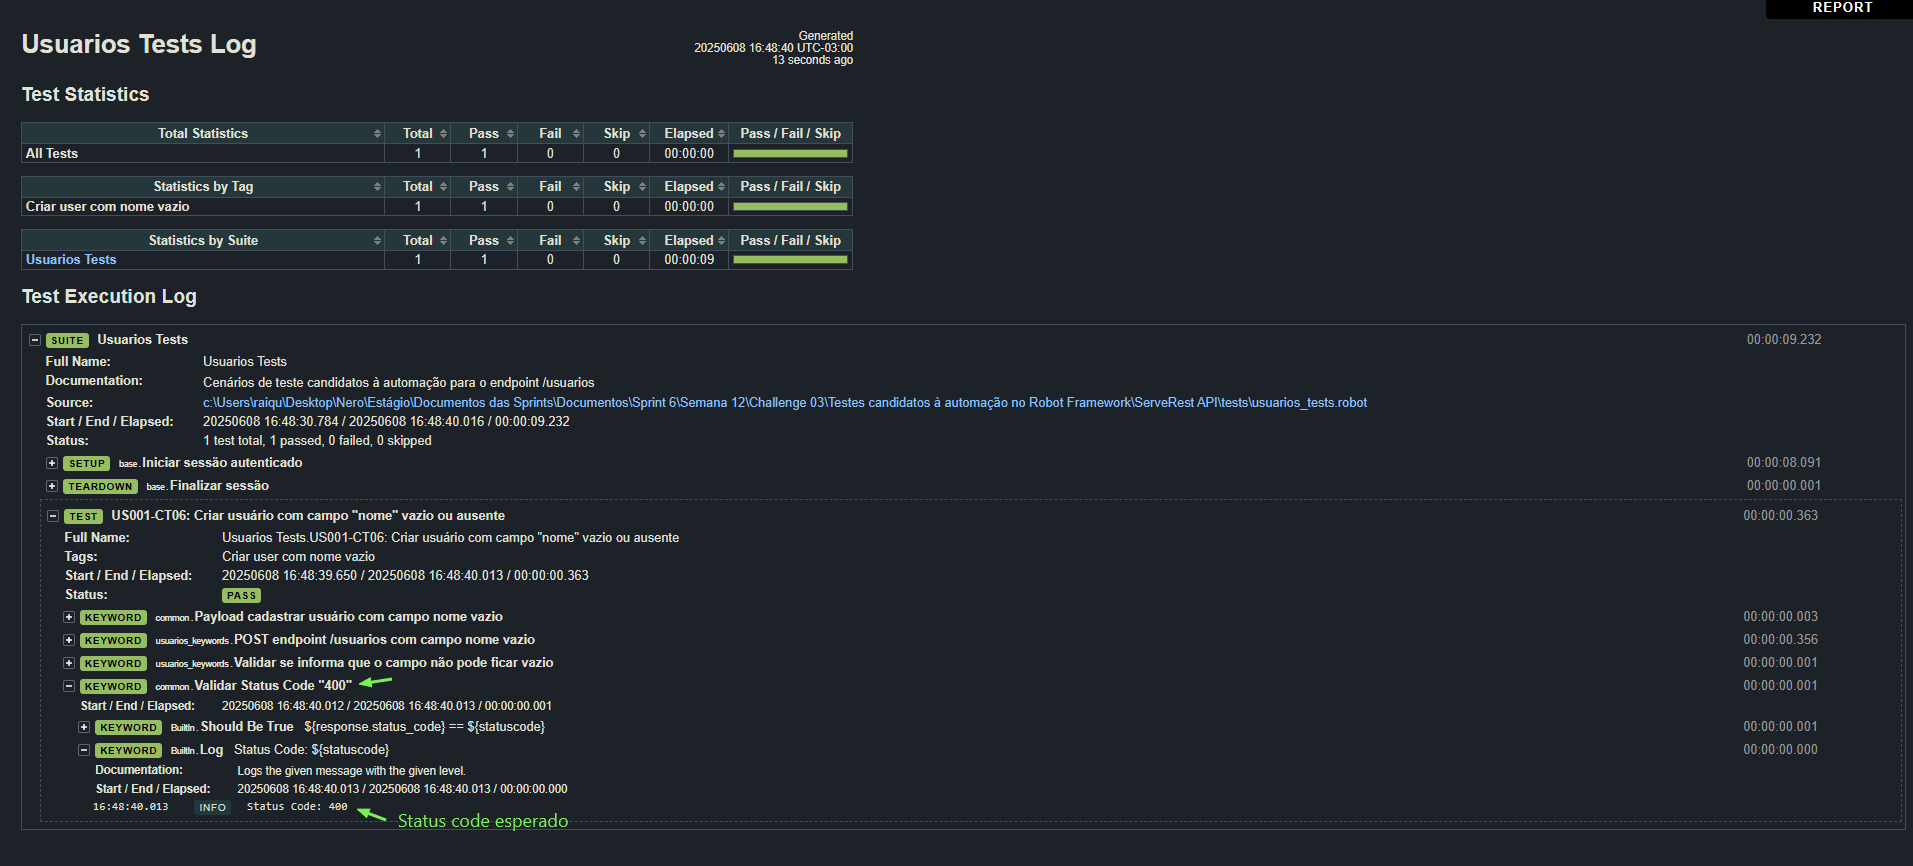 REPORT
Usuarios Tests Log
Generated
20250608 16:48:40 UTC-03:00
13 seconds ago
Test Statistics
Total Statistics Total Pass Fail Skip Elapsed Pass / Fail / Skip
All Tests 1 1 0 0 00:00:00
Statistics by Tag Total Pass Fail Skip Elapsed Pass / Fail / Skip
Criar user com nome vazio 1 1 0 0 00:00:00
Statistics by Suite Total Pass Fail Skip Elapsed Pass / Fail / Skip
Usuarios Tests 1 1 0 0 00:00:09
Test Execution Log
SUITE Usuarios Tests 00:00:09.232
Full Name: Usuarios Tests
Documentation: Cenários de teste candidatos à automação para o endpoint /usuarios
Source: c:\Users\raiqu\Desktop\Nero\Estágio\Documentos das Sprints\Documentos\Sprint 6\Semana 12\Challenge 03\Testes candidatos à automação no Robot Framework\ServeRest API\tests\usuarios_tests.robot
Start / End / Elapsed: 20250608 16:48:30.784 / 20250608 16:48:40.016 / 00:00:09.232
Status: 1 test total, 1 passed, 0 failed, 0 skipped
SETUP base.Iniciar sessão autenticado 00:00:08.091
TEARDOWN base.Finalizar sessão 00:00:00.001
TEST US001-CT06: Criar usuário com campo "nome" vazio ou ausente 00:00:00.363
Full Name: Usuarios Tests.US001-CT06: Criar usuário com campo "nome" vazio ou ausente
Tags: Criar user com nome vazio
Start / End / Elapsed: 20250608 16:48:39.650 / 20250608 16:48:40.013 / 00:00:00.363
Status: PASS
KEYWORD common.Payload cadastrar usuário com campo nome vazio 00:00:00.003
KEYWORD usuarios_keywords.POST endpoint /usuarios com campo nome vazio 00:00:00.356
KEYWORD usuarios_keywords.Validar se informa que o campo não pode ficar vazio 00:00:00.001
KEYWORD common.Validar Status Code "400" 00:00:00.001
Start / End / Elapsed: 20250608 16:48:40.012 / 20250608 16:48:40.013 / 00:00:00.001
KEYWORD BuiltIn.Should Be True ${response.status_code} == ${statuscode} 00:00:00.001
KEYWORD BuiltIn.Log Status Code: ${statuscode} 00:00:00.000
Documentation: Logs the given message with the given level.
Start / End / Elapsed: 20250608 16:48:40.013 / 20250608 16:48:40.013 / 00:00:00.000
16:48:40.013 INFO Status Code: 400
Status code esperado